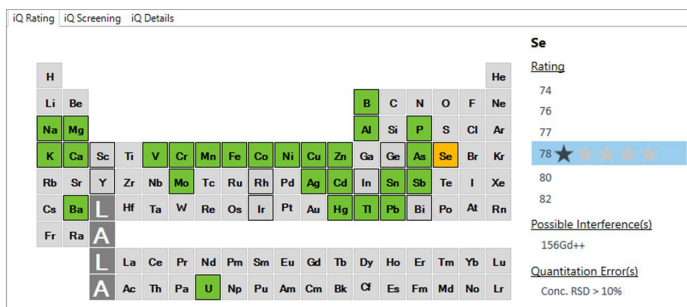 iQ Rating iQ Screening iQ Details
Se
Rating
H He
74
Li Be B C N O F Ne
76
Na Mg Al Si P S Cl Ar
77
K Ca Sc Ti V Cr Mn Fe Co Ni Cu Zn Ga Ge As Se Br Kr
78
Rb Sr Y Zr Nb Mo Tc Ru Rh Pd Ag Cd In Sn Sb Te I Xe
80
Cs Ba L Hf Ta W Re Os Ir Pt Au Hg Tl Pb Bi Po At Rn
82
Fr Ra A
Possible Interference(s)
156Gd++
L La Ce Pr Nd Pm Sm Eu Gd Tb Dy Ho Er Tm Yb Lu
Quantitation Error(s)
A Ac Th Pa U Np Pu Am Cm Bk Cf Es Fm Md No Lr
Conc. RSD > 10%